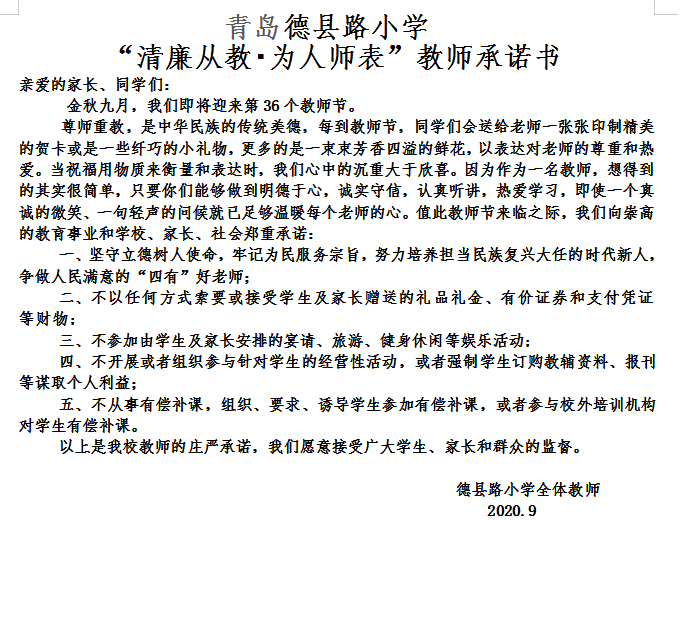 青岛德县路小学
“清廉从教·为人师表”教师承诺书
亲爱的家长、同学们：
金秋九月，我们即将迎来第 36 个教师节。
尊师重教，是中华民族的传统美德，每到教师节，同学们会送给老师一张张印制精美
的贺卡或是一些纤巧的小礼物，更多的是一束束芳香四溢的鲜花，以表达对老师的尊重和热
爱。当祝福用物质来衡量和表达时，我们心中的沉重大于欣喜。因为作为一名教师，想得到
的其实很简单，只要你们能够做到明德于心，诚实守信，认真听讲，热爱学习，即使一个真
诚的微笑、一句轻声的问候就已足够温暖每个老师的心。值此教师节来临之际，我们向崇高
的教育事业和学校、家长、社会郑重承诺：
一、坚守立德树人使命，牢记为民服务宗旨，努力培养担当民族复兴大任的时代新人，
争做人民满意的“四有”好老师；
二、不以任何方式索要或接受学生及家长赠送的礼品礼金、有价证券和支付凭证
等财物；
三、不参加由学生及家长安排的宴请、旅游、健身休闲等娱乐活动；
四、不开展或者组织参与针对学生的经营性活动，或者强制学生订购教辅资料、报刊
等谋取个人利益；
五、不从事有偿补课，组织、要求、诱导学生参加有偿补课，或者参与校外培训机构
对学生有偿补课。
以上是我校教师的庄严承诺，我们愿意接受广大学生、家长和群众的监督。
德县路小学全体教师
2020.9